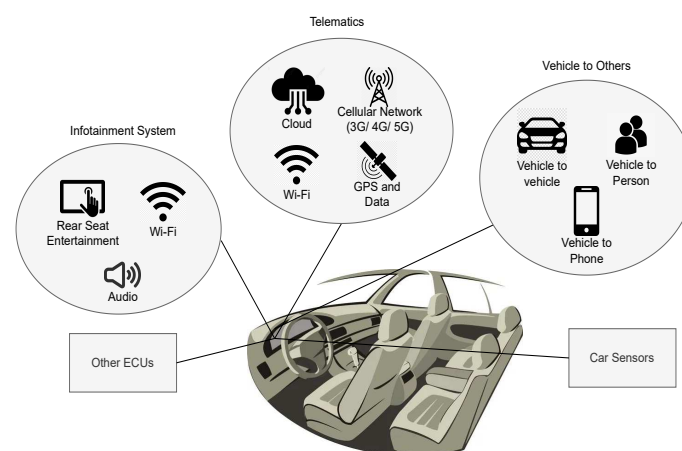 Telematics
Cloud
Cellular Network
(3G/ 4G/ 5G)
Wi-Fi
GPS and
Data
Vehicle to Others
Vehicle to
vehicle
Vehicle to
Person
Vehicle to
Phone
Infotainment System
Rear Seat
Entertainment
Wi-Fi
Audio
Other ECUs
Car Sensors